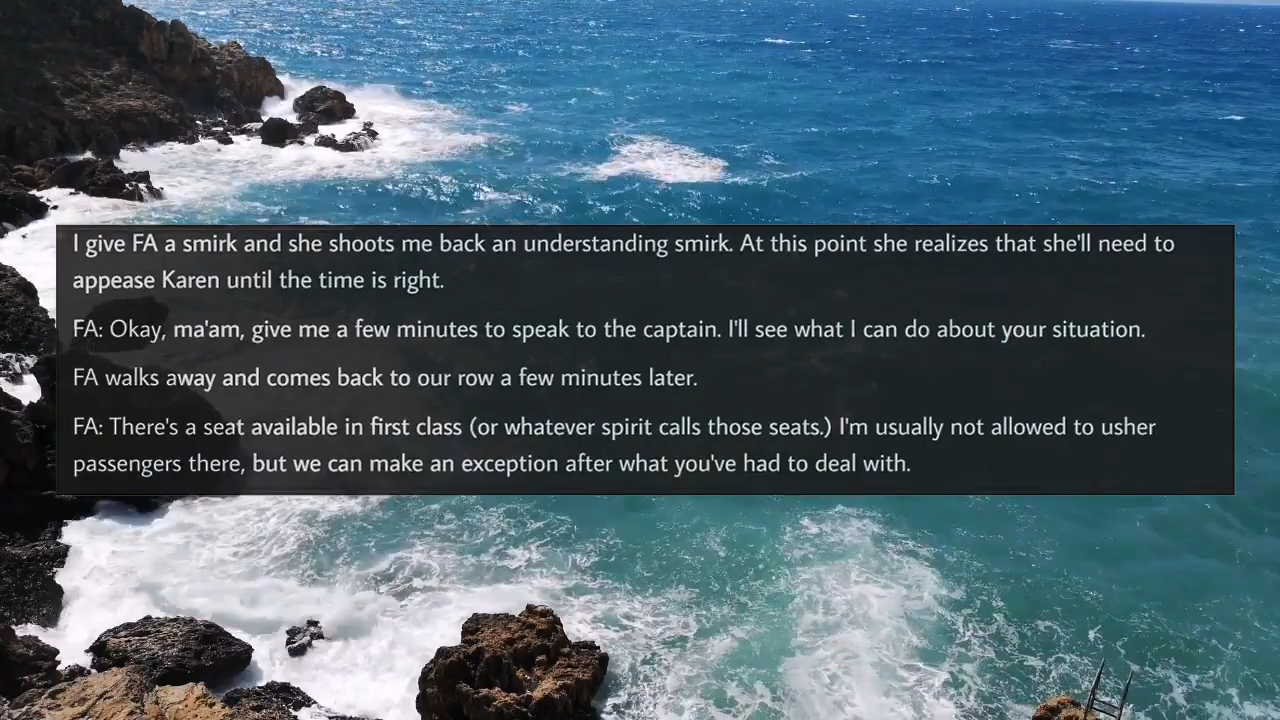 I give FA a smirk and she shoots me back an understanding smirk. At this point she realizes that she'll need to
appease Karen until the time is right.
FA: Okay, ma'am, give me a few minutes to speak to the captain. I'll see what I can do about your situation.
FA walks away and comes back to our row a few minutes later.
FA: There's a seat available in first class (or whatever spirit calls those seats.) I'm usually not allowed to usher
passengers there, but we can make an exception after what you've had to deal with.